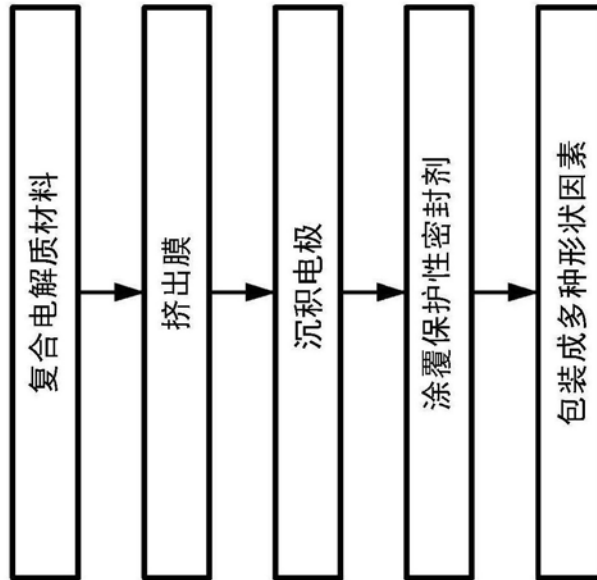 复合电解质材料
挤出膜
沉积电极
涂覆保护性密封剂
包装成多种形状因素